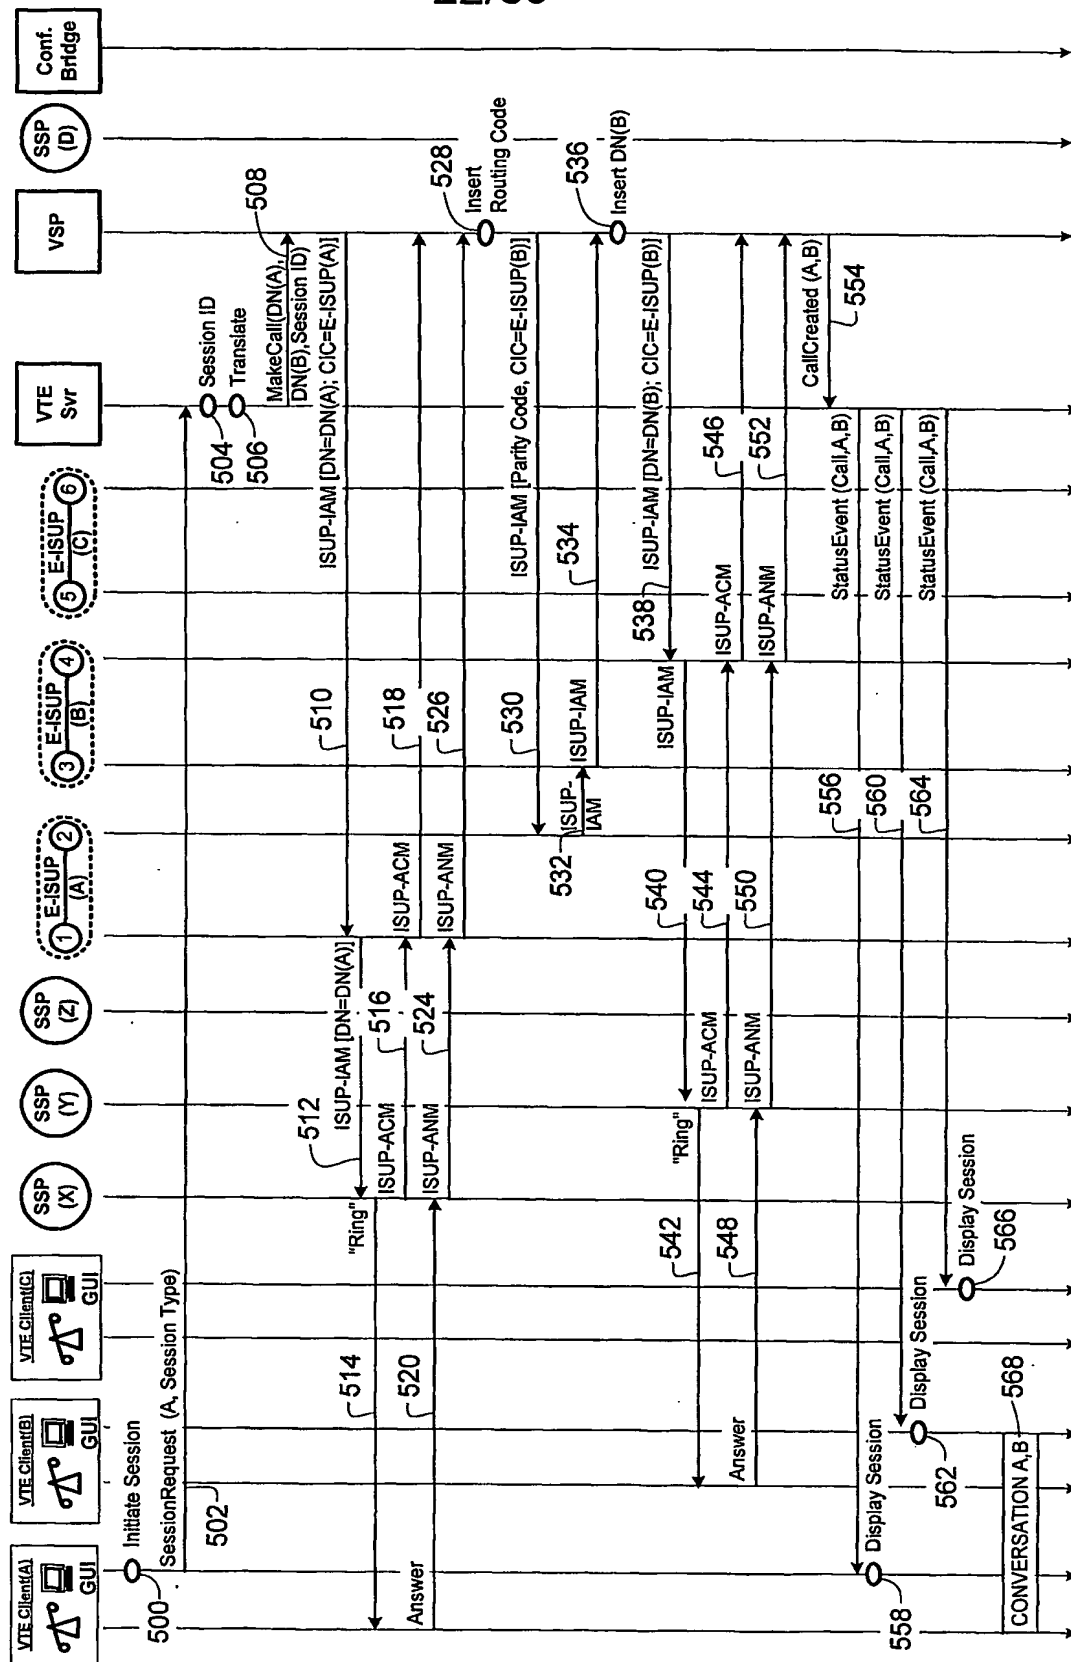 22/33
VTE Client(A)
GUI
VTE Client(B)
GUI
VTE Client(C)
GUI
SSP
(X)
SSP
(Y)
SSP
(Z)
1
E-ISUP
(A)
2
3
E-ISUP
(B)
4
5
E-ISUP
(C)
6
VTE
Svr
VSP
SSP
(D)
Conf.
Bridge
500
Initiate Session
SessionRequest (A, Session Type)
502
504
Session ID
506
Translate
MakeCall(DN(A),
DN(B),Session ID)
508
ISUP-IAM [DN=DN(A); CIC=E-ISUP(A)]
510
ISUP-IAM [DN=DN(A)]
512
"Ring"
514
ISUP-ACM
516
ISUP-ACM
518
Answer
520
ISUP-ANM
524
ISUP-ANM
526
528
Insert
Routing Code
ISUP-IAM [Parity Code, CIC=E-ISUP(B)]
530
ISUP-
IAM
532
ISUP-IAM
534
536
Insert DN(B)
ISUP-IAM [DN=DN(B); CIC=E-ISUP(B)]
538
ISUP-IAM
540
"Ring"
542
ISUP-ACM
544
ISUP-ACM
546
Answer
548
ISUP-ANM
550
ISUP-ANM
552
CallCreated (A,B)
554
StatusEvent (Call,A,B)
556
Display Session
558
StatusEvent (Call,A,B)
560
Display Session
562
StatusEvent (Call,A,B)
564
Display Session
566
CONVERSATION A,B
568